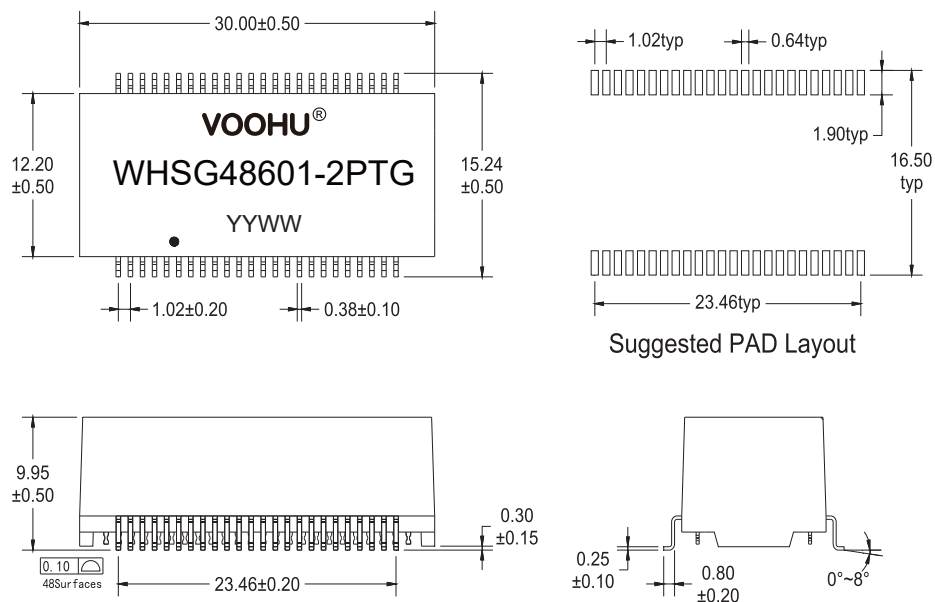 30.00±0.50
1.02typ
0.64typ
12.20
±0.50
VOOHU®
WHSG48601-2PTG
YYWW
15.24
±0.50
1.90typ
16.50
typ
1.02±0.20
0.38±0.10
23.46typ
Suggested PAD Layout
9.95
±0.50
0.30
±0.15
0.10
48Surfaces
23.46±0.20
0.25
±0.10
0.80
±0.20
0°~8°